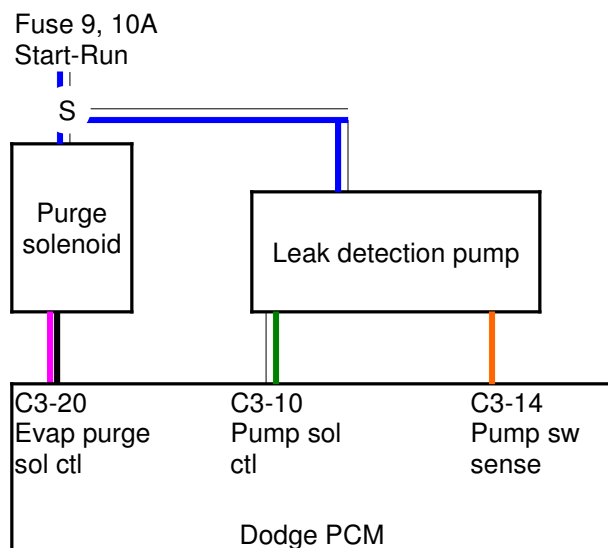 Fuse 9, 10A
Start-Run
S
Purge
solenoid
Leak detection pump
C3-20
Evap purge
sol ctl
C3-10
Pump sol
ctl
C3-14
Pump sw
sense
Dodge PCM